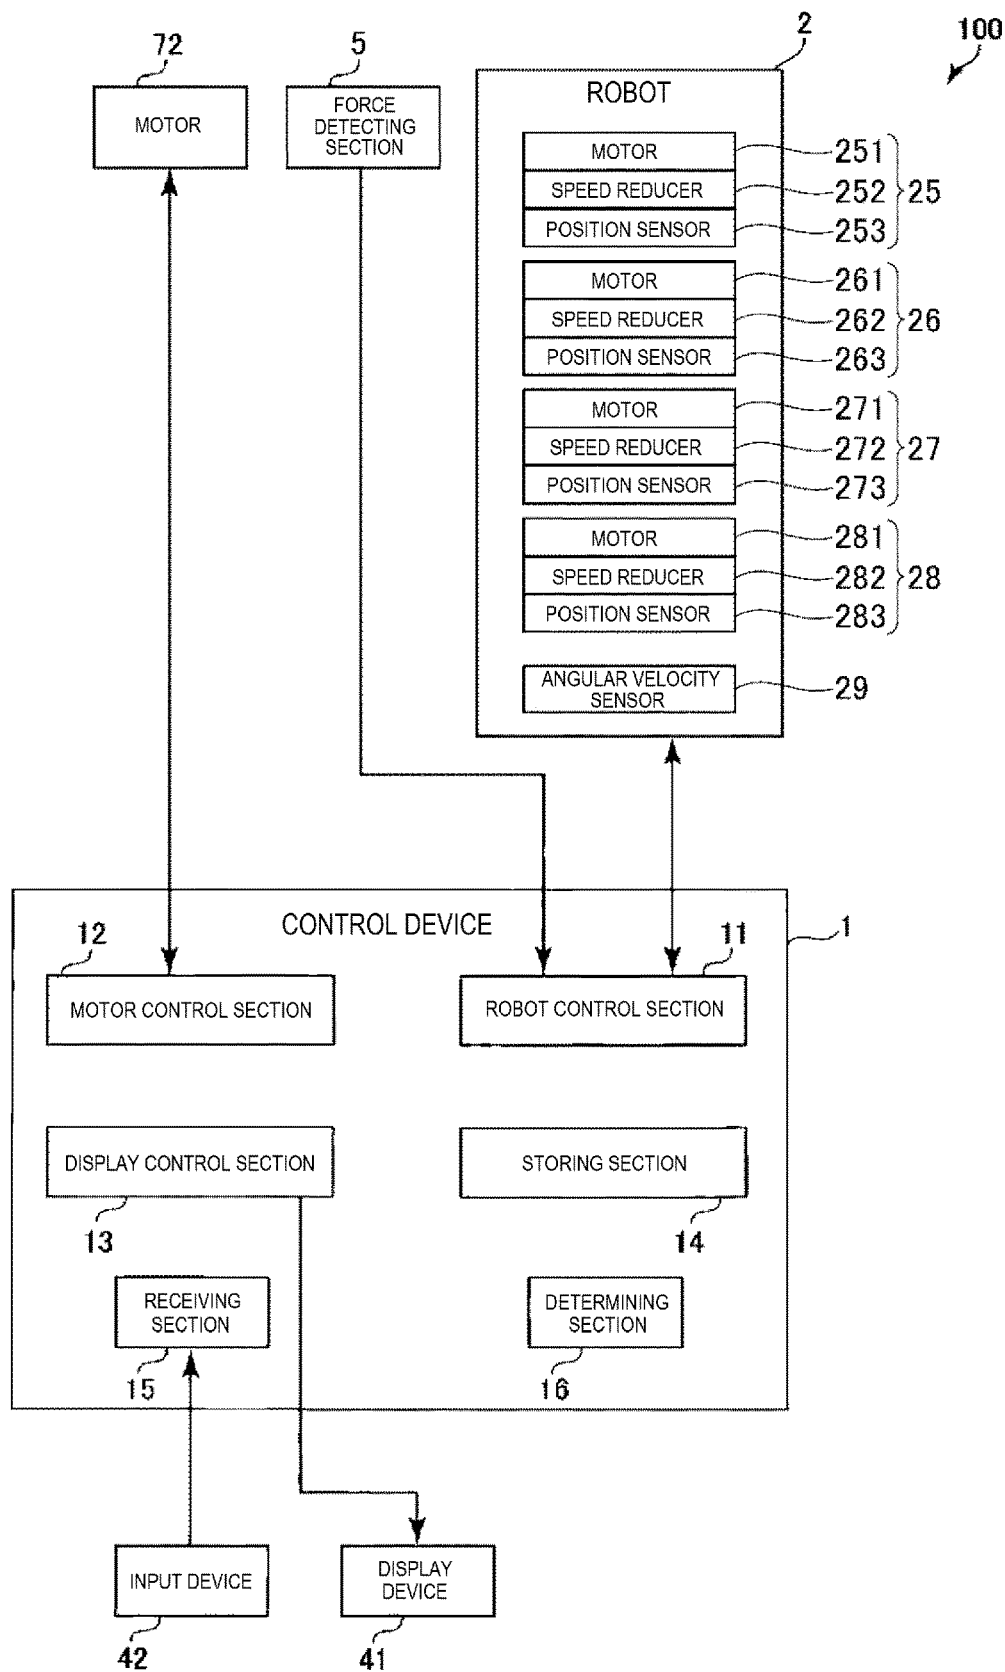 72
5
2
100
MOTOR
FORCE
DETECTING
SECTION
ROBOT
MOTOR
251
SPEED REDUCER
252
25
POSITION SENSOR
253
MOTOR
261
SPEED REDUCER
262
26
POSITION SENSOR
263
MOTOR
271
SPEED REDUCER
272
27
POSITION SENSOR
273
MOTOR
281
SPEED REDUCER
282
28
POSITION SENSOR
283
ANGULAR VELOCITY
SENSOR
29
CONTROL DEVICE
1
12
11
MOTOR CONTROL SECTION
ROBOT CONTROL SECTION
DISPLAY CONTROL SECTION
STORING SECTION
13
14
RECEIVING
SECTION
DETERMINING
SECTION
15
16
INPUT DEVICE
DISPLAY
DEVICE
42
41